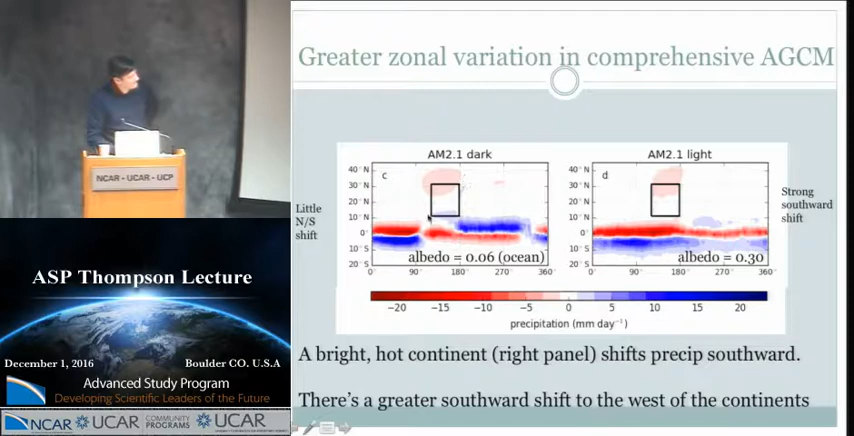 Greater zonal variation in comprehensive AGCM
AM2.1 dark
AM2.1 light
40°N
30°N
20°N
10°N
0°
10°S
20°S
c
40°N
30°N
20°N
10°N
0°
10°S
20°S
d
Little
N/S
shift
Strong
southward
shift
albedo = 0.06 (ocean)
albedo = 0.30
0° 90° 180° 270° 360°
0° 90° 180° 270° 360°
−20 −15 −10 −5 0 5 10 15 20
precipitation (mm day⁻¹)
A bright, hot continent (right panel) shifts precip southward.
There's a greater southward shift to the west of the continents
NCAR - UCAR - UCP
ASP Thompson Lecture
December 1, 2016 Boulder CO. U.S.A
Advanced Study Program
Developing Scientific Leaders of the Future
NCAR UCAR COMMUNITY PROGRAMS UCAR